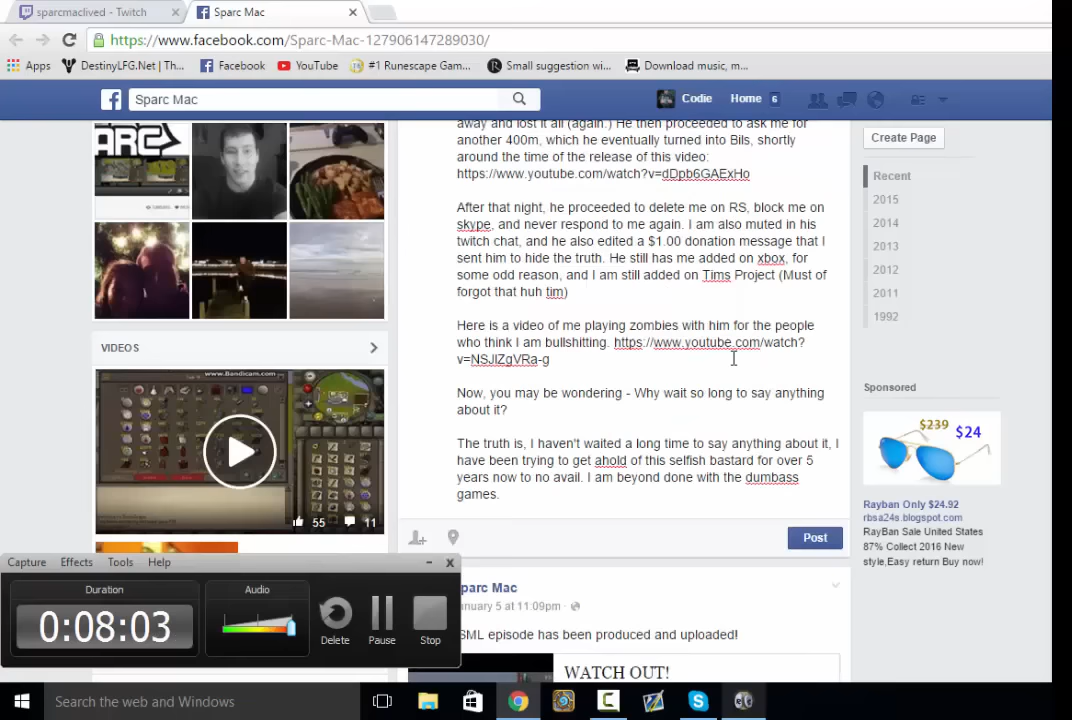 sparcmaclived - Twitch
Sparc Mac
https://www.facebook.com/Sparc-Mac-127906147289030/
Apps
DestinyLFG.Net | Th...
Facebook
YouTube
#1 Runescape Gam...
Small suggestion wi...
Download music, m...
Sparc Mac
Codie
Home 6
away and lost it all (again.) He then proceeded to ask me for
another 400m, which he eventually turned into Bils, shortly
around the time of the release of this video:
https://www.youtube.com/watch?v=dDpb6GAExHo
After that night, he proceeded to delete me on RS, block me on
skype, and never respond to me again. I am also muted in his
twitch chat, and he also edited a $1.00 donation message that I
sent him to hide the truth. He still has me added on xbox, for
some odd reason, and I am still added on Tims Project (Must of
forgot that huh tim)
Here is a video of me playing zombies with him for the people
who think I am bullshitting. https://www.youtube.com/watch?
v=NSJlZgVRa-g
Now, you may be wondering - Why wait so long to say anything
about it?
The truth is, I haven't waited a long time to say anything about it, I
have been trying to get ahold of this selfish bastard for over 5
years now to no avail. I am beyond done with the dumbass
games.
Post
VIDEOS
www.Bandicam.com
55
11
Create Page
Recent
2015
2014
2013
2012
2011
1992
Sponsored
$239
$24
Rayban Only $24.92
rbsa24s.blogspot.com
RayBan Sale United States
87% Collect 2016 New
style,Easy return Buy now!
Capture
Effects
Tools
Help
Duration
0:08:03
Audio
Delete
Pause
Stop
parc Mac
anuary 5 at 11:09pm
SML episode has been produced and uploaded!
WATCH OUT!
Search the web and Windows